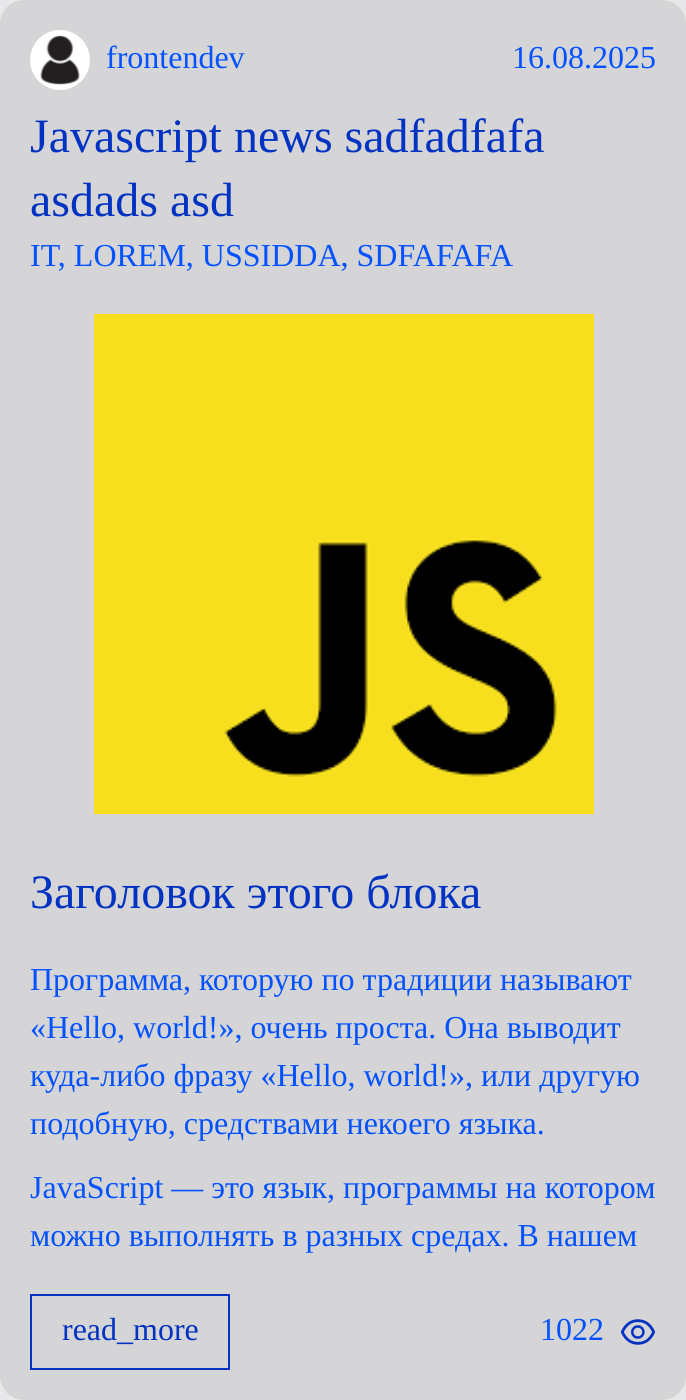 frontendev
16.08.2025
Javascript news sadfadfafa
asdads asd
IT, LOREM, USSIDDA, SDFAFAFA
JS
Заголовок этого блока
Программа, которую по традиции называют
«Hello, world!», очень проста. Она выводит
куда-либо фразу «Hello, world!», или другую
подобную, средствами некоего языка.
JavaScript — это язык, программы на котором
можно выполнять в разных средах. В нашем
read_more
1022